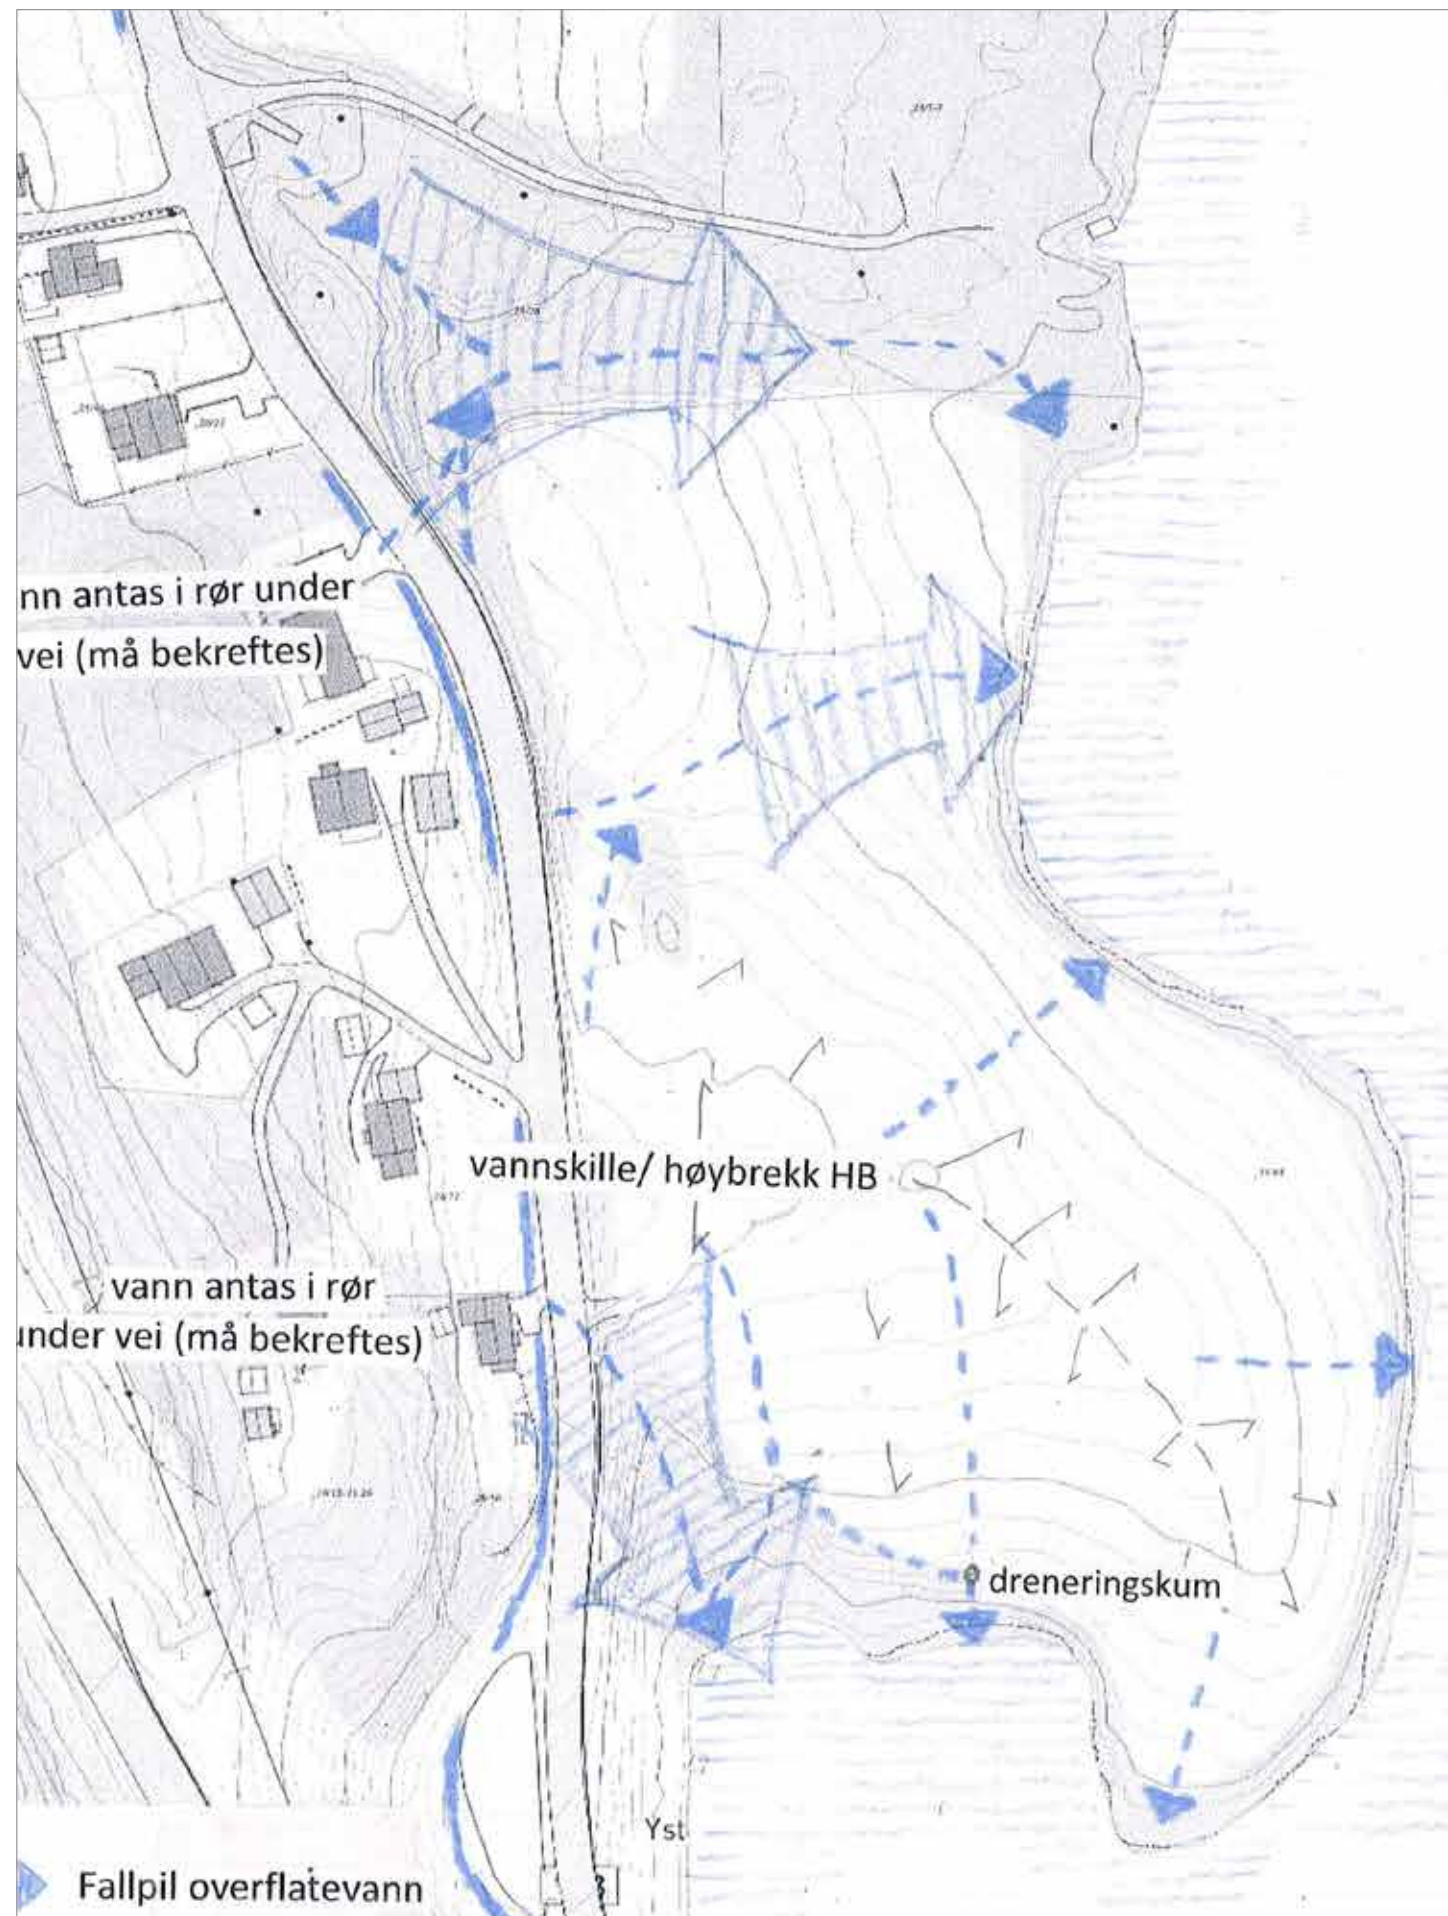 nn antas i rør under
vei (må bekreftes)
vannskille/ høybrekk HB
vann antas i rør
under vei (må bekreftes)
dreneringskum
Yst
Fallpil overflatevann